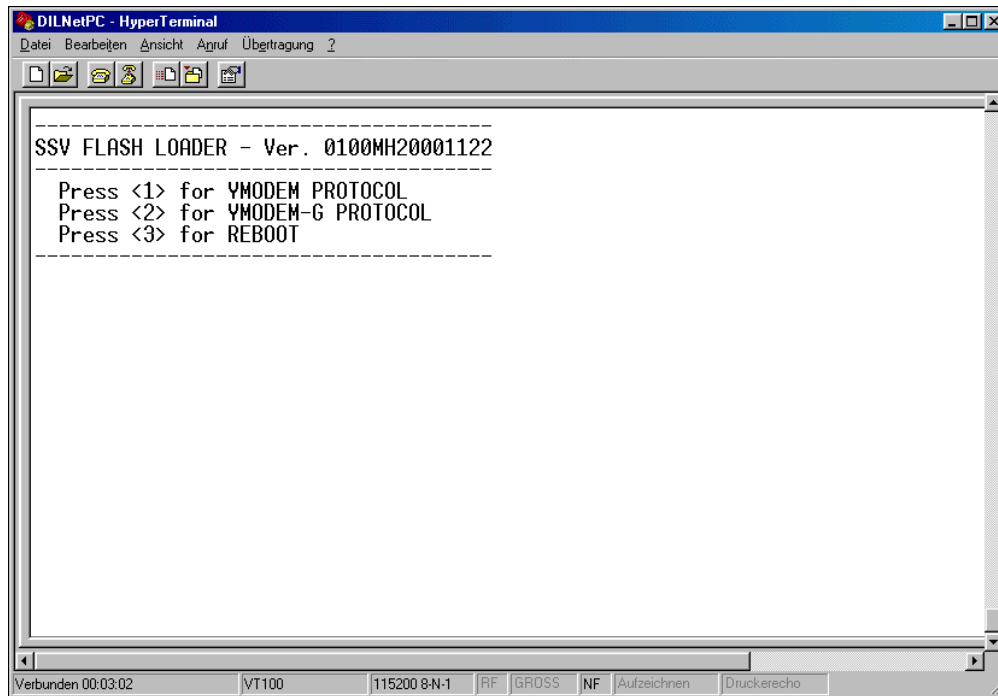 DILNetPC - HyperTerminal
Datei Bearbeiten Ansicht Anruf Übertragung ?
--------------------------------------
SSV FLASH LOADER - Ver. 0100MH20001122
--------------------------------------
Press <1> for YMODEM PROTOCOL
Press <2> for YMODEM-G PROTOCOL
Press <3> for REBOOT
--------------------------------------
Verbunden 00:03:02 VT100 115200 8-N-1 RF GROSS NF Aufzeichnen Druckerecho